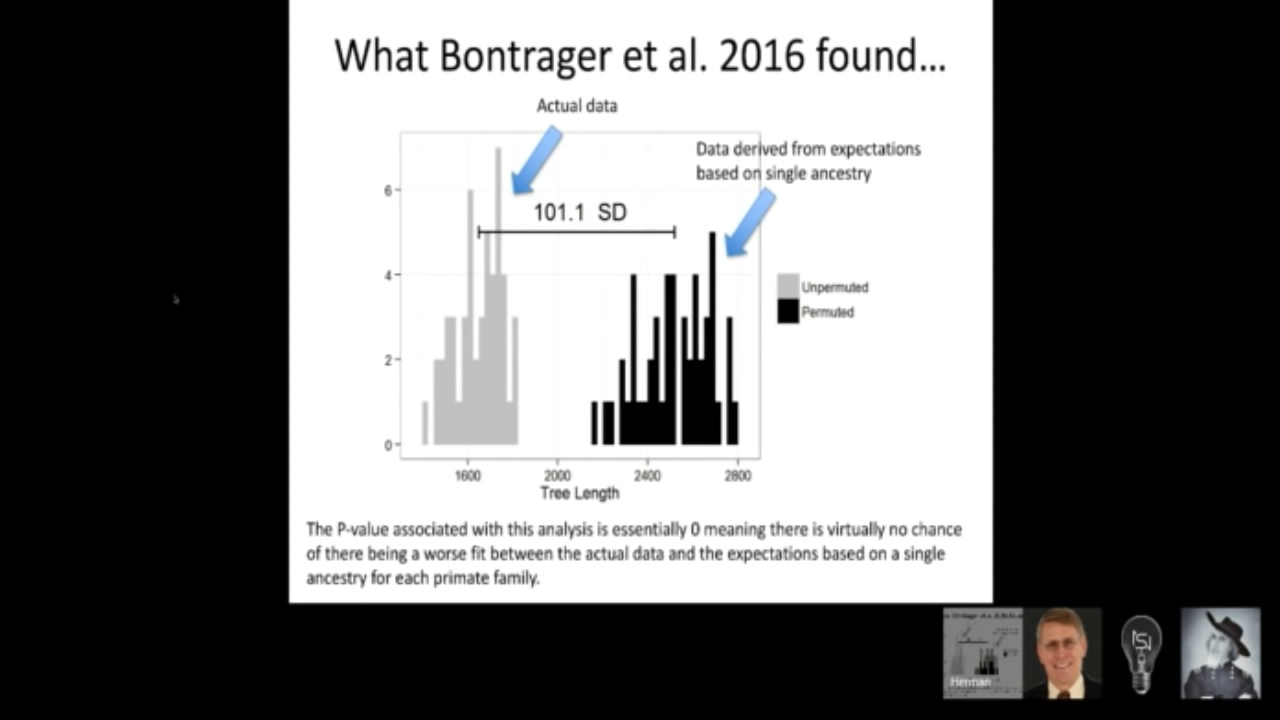 What Bontrager et al. 2016 found...
Actual data
Data derived from expectations
based on single ancestry
6
101.1 SD
4
Unpermuted
Permuted
2
0
1600
2000
2400
2800
Tree Length
The P-value associated with this analysis is essentially 0 meaning there is virtually no chance
of there being a worse fit between the actual data and the expectations based on a single
ancestry for each primate family.
Herman